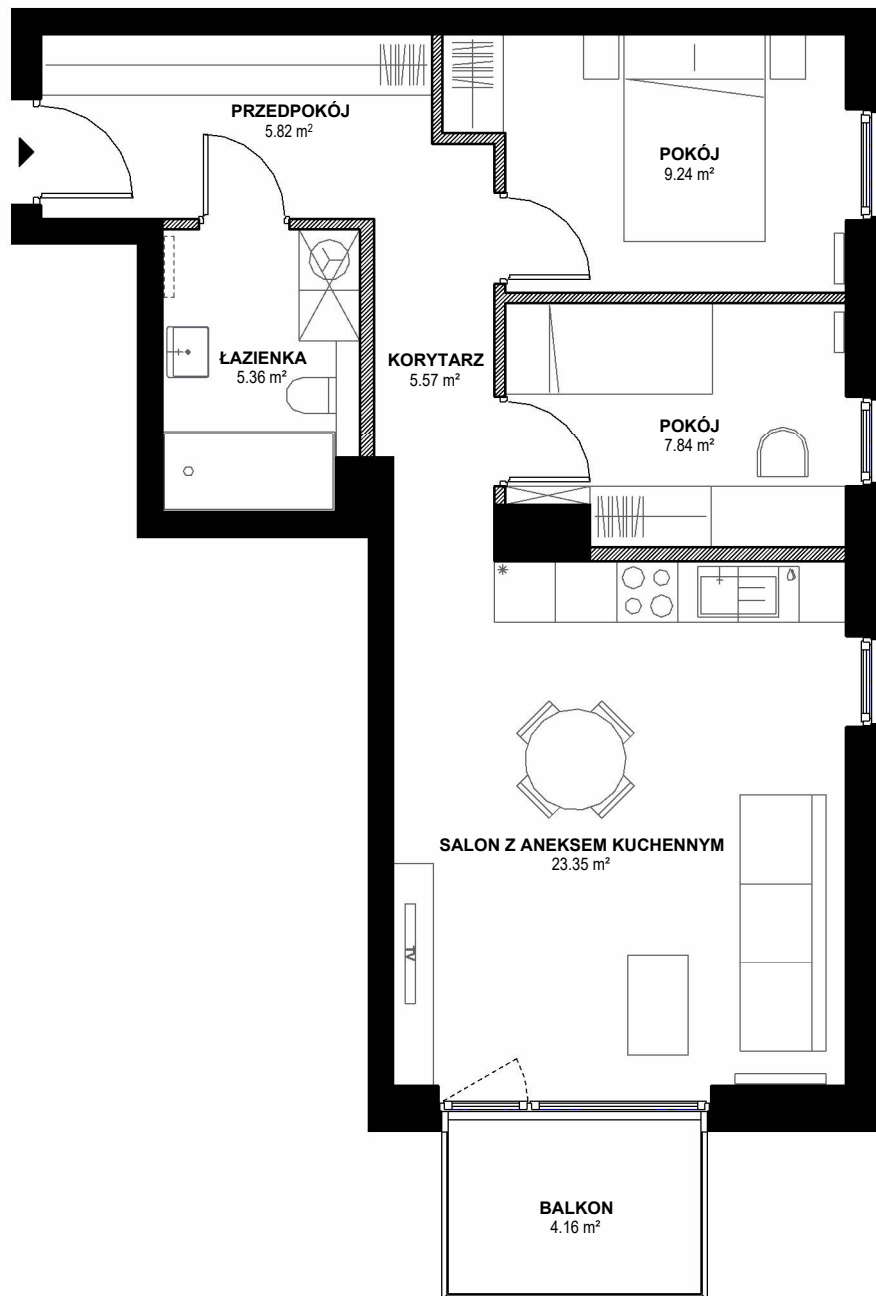 PRZEDPOKÓJ
5.82 m²
POKÓJ
9.24 m²
ŁAZIENKA
5.36 m²
KORYTARZ
5.57 m²
POKÓJ
7.84 m²
SALON Z ANEKSEM KUCHENNYM
23.35 m²
TV
BALKON
4.16 m²